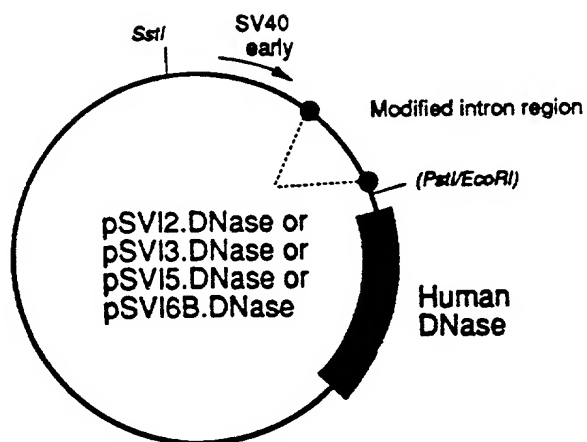 SstI
SV40
early
Modified intron region
(PstI/EcoRI)
pSVI2.DNase or
pSVI3.DNase or
pSVI5.DNase or
pSVI6B.DNase
Human
DNase